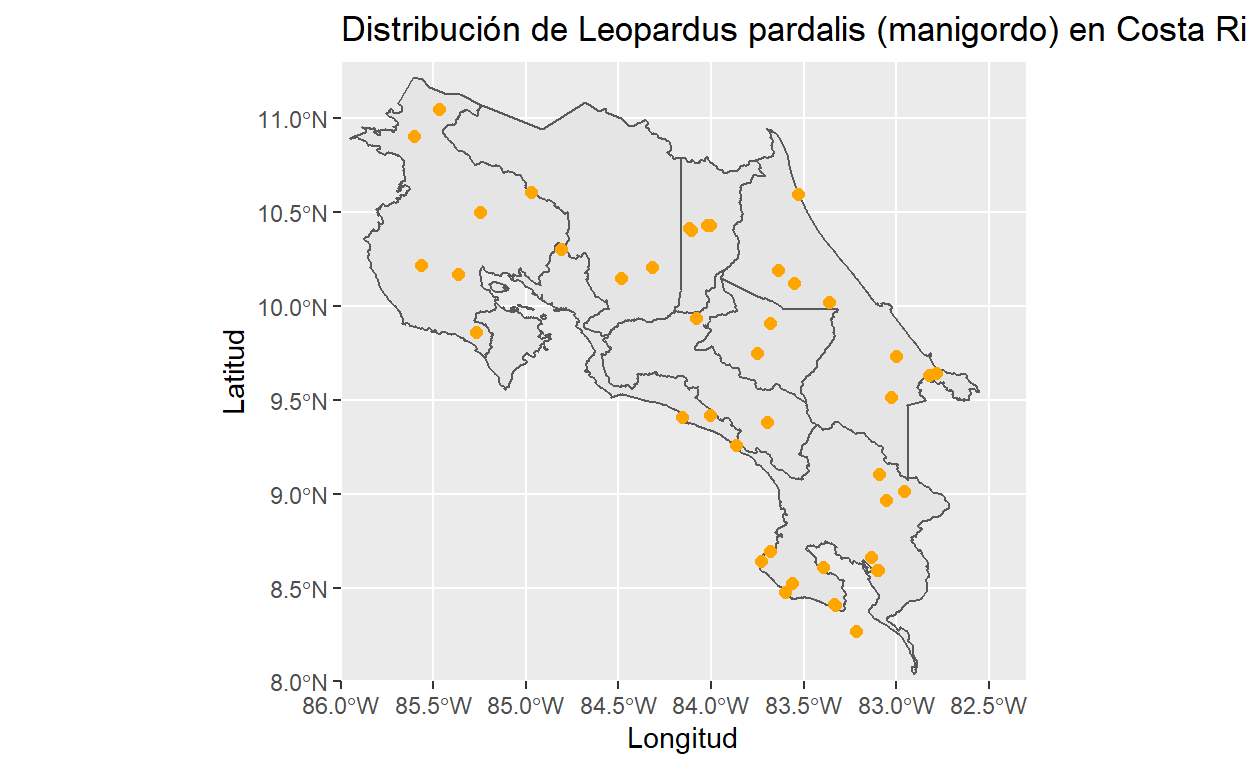 Distribución de Leopardus pardalis (manigordo) en Costa Ri
11.0°N
10.5°N
10.0°N
9.5°N
9.0°N
8.5°N
8.0°N
Latitud
86.0°W 85.5°W 85.0°W 84.5°W 84.0°W 83.5°W 83.0°W 82.5°W
Longitud